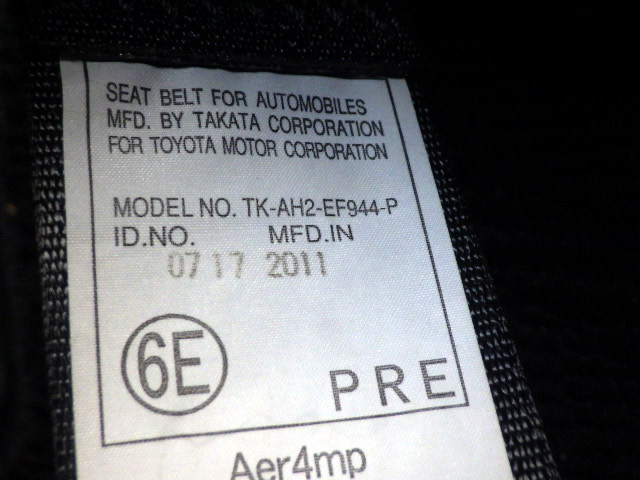 SEAT BELT FOR AUTOMOBILES
MFD. BY TAKATA CORPORATION
FOR TOYOTA MOTOR CORPORATION
MODEL NO. TK-AH2-EF944-P
ID.NO. MFD.IN
07 17 2011
6E
PRE
Aer4mp